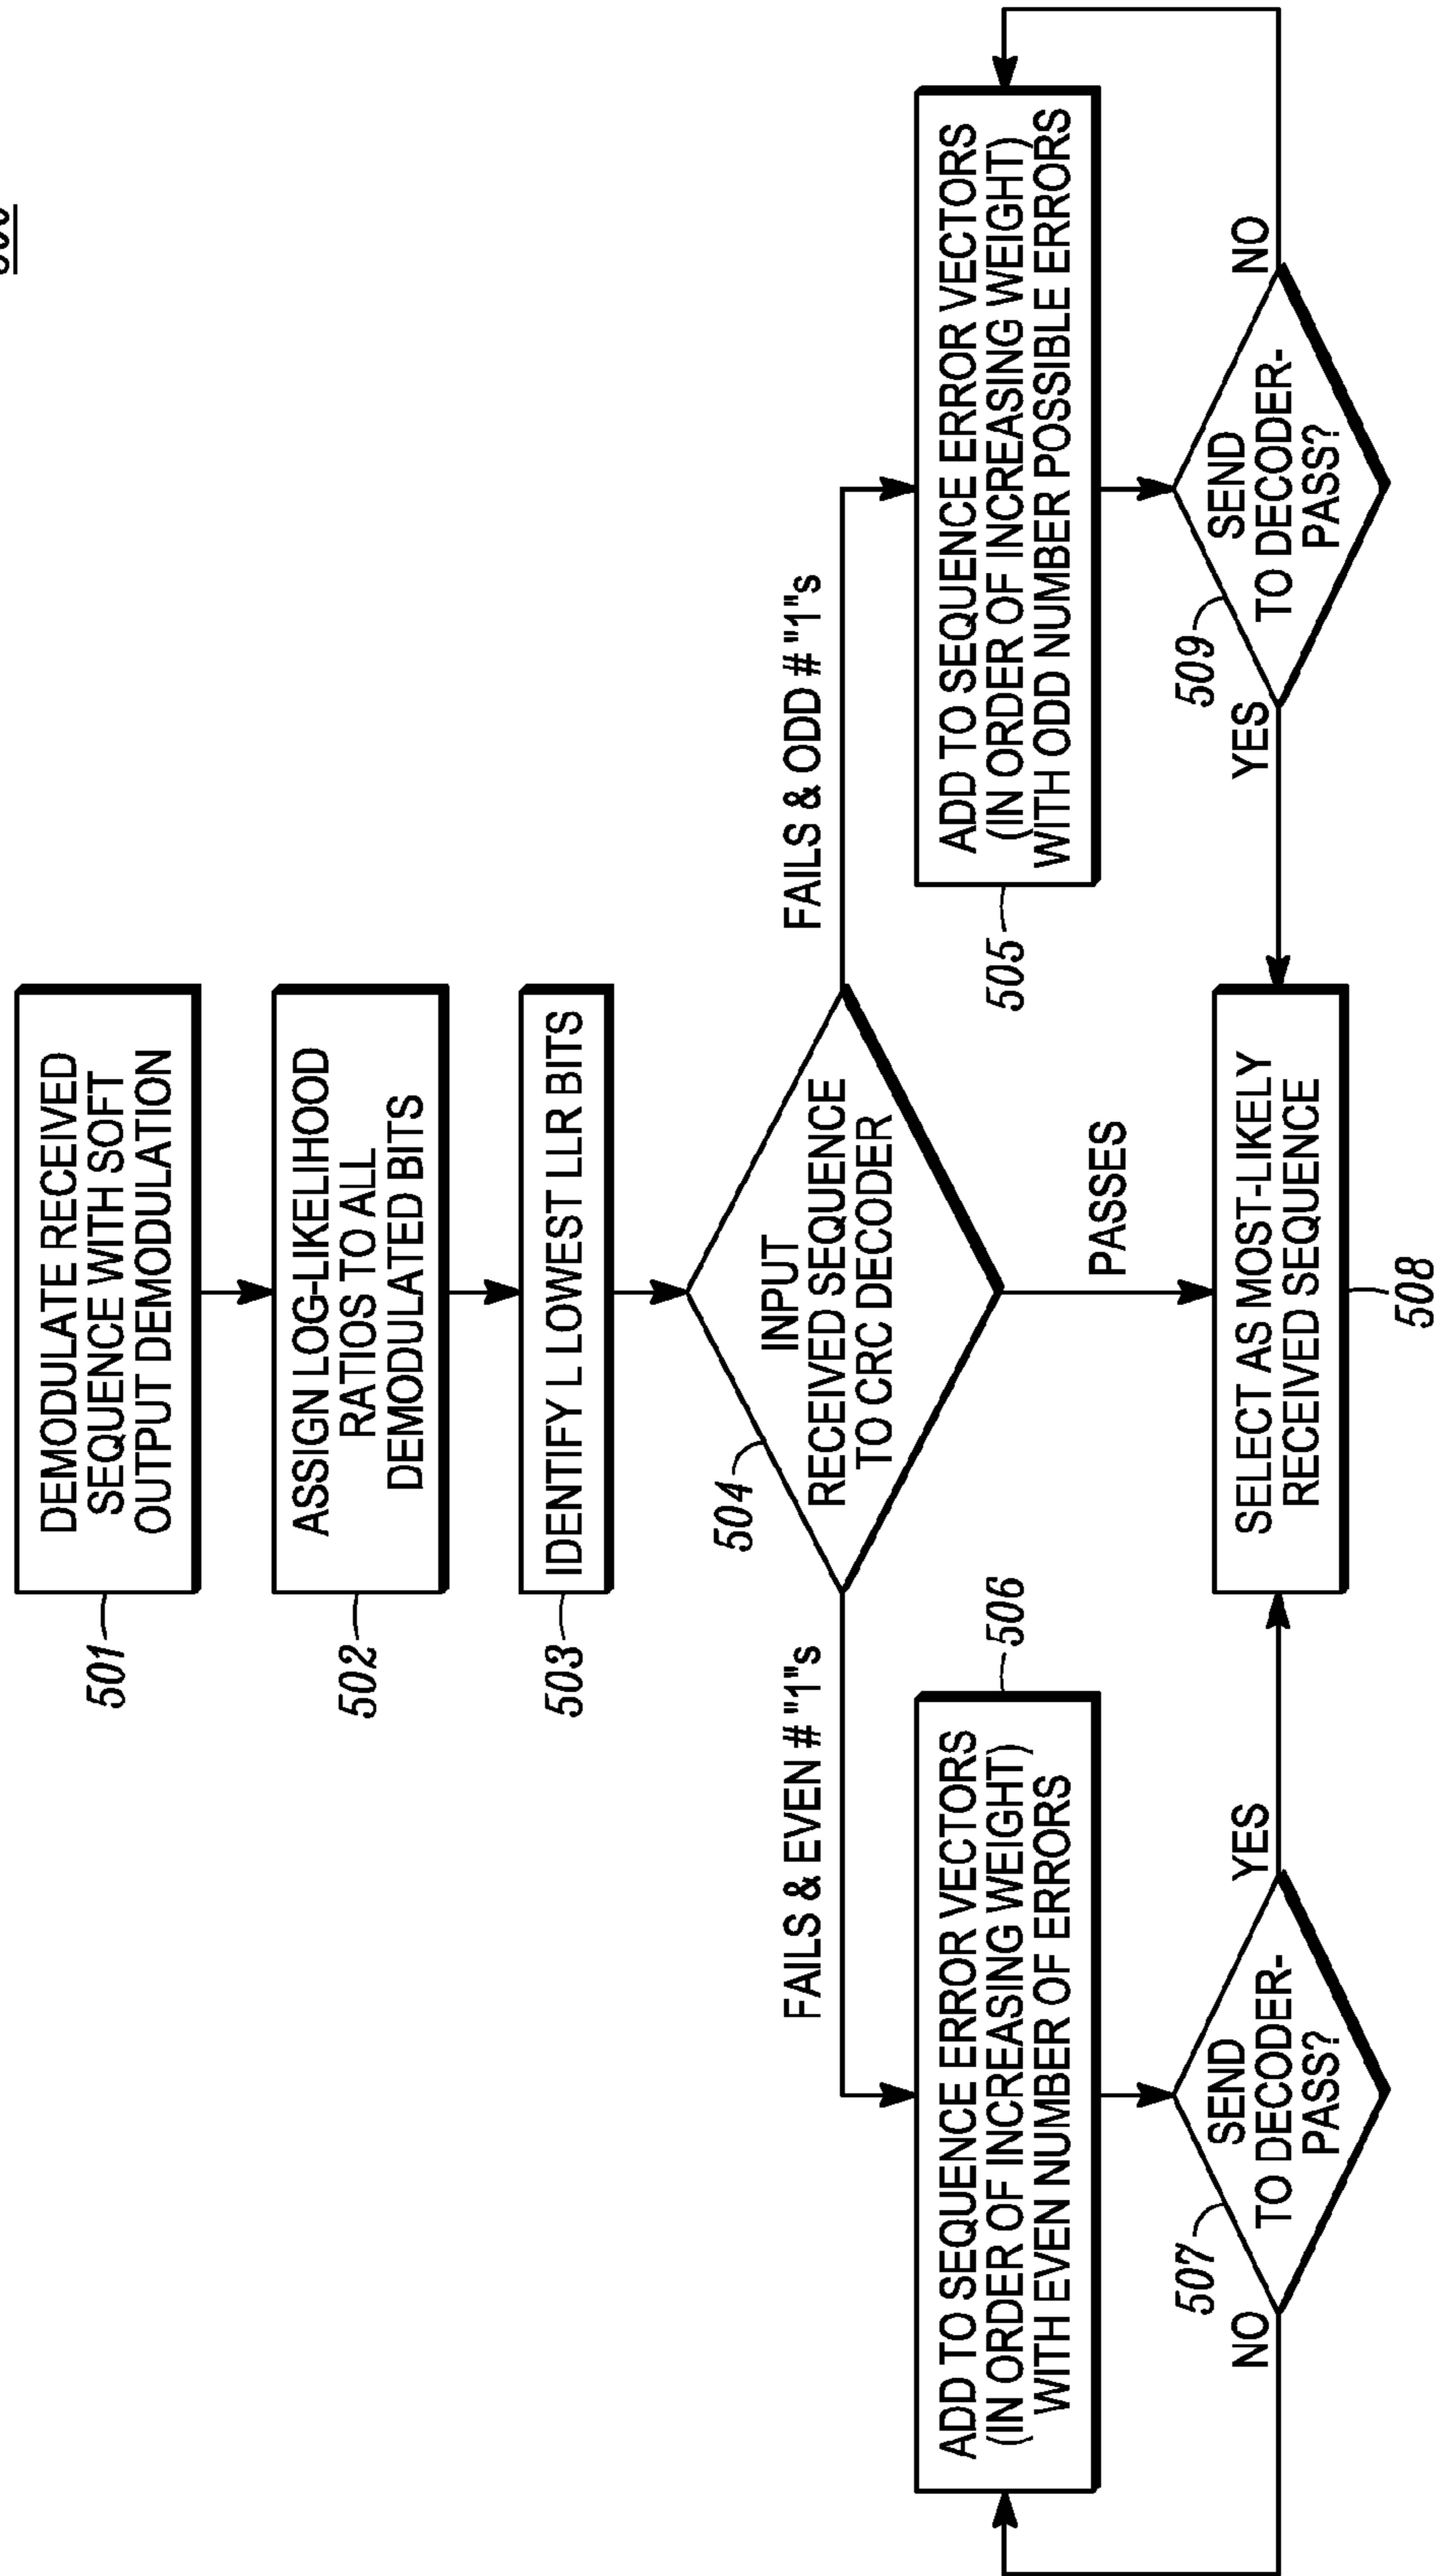 DEMODULATE RECEIVED
SEQUENCE WITH SOFT
OUTPUT DEMODULATION
501
ASSIGN LOG-LIKELIHOOD
RATIOS TO ALL
DEMODULATED BITS
502
IDENTIFY L LOWEST LLR BITS
503
504
INPUT
RECEIVED SEQUENCE
TO CRC DECODER
FAILS & EVEN # "1"s
FAILS & ODD # "1"s
PASSES
ADD TO SEQUENCE ERROR VECTORS
(IN ORDER OF INCREASING WEIGHT)
WITH EVEN NUMBER OF ERRORS
506
505
ADD TO SEQUENCE ERROR VECTORS
(IN ORDER OF INCREASING WEIGHT)
WITH ODD NUMBER POSSIBLE ERRORS
507
SEND
TO DECODER-
PASS?
NO
YES
SELECT AS MOST-LIKELY
RECEIVED SEQUENCE
508
509
SEND
TO DECODER-
PASS?
YES
NO